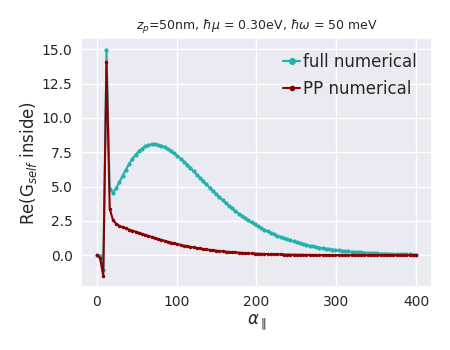 z_p=50nm, ℏμ = 0.30eV, ℏω = 50 meV
Re(G_self inside)
15.0
12.5
10.0
7.5
5.0
2.5
0.0
full numerical
PP numerical
0
100
200
300
400
α_∥